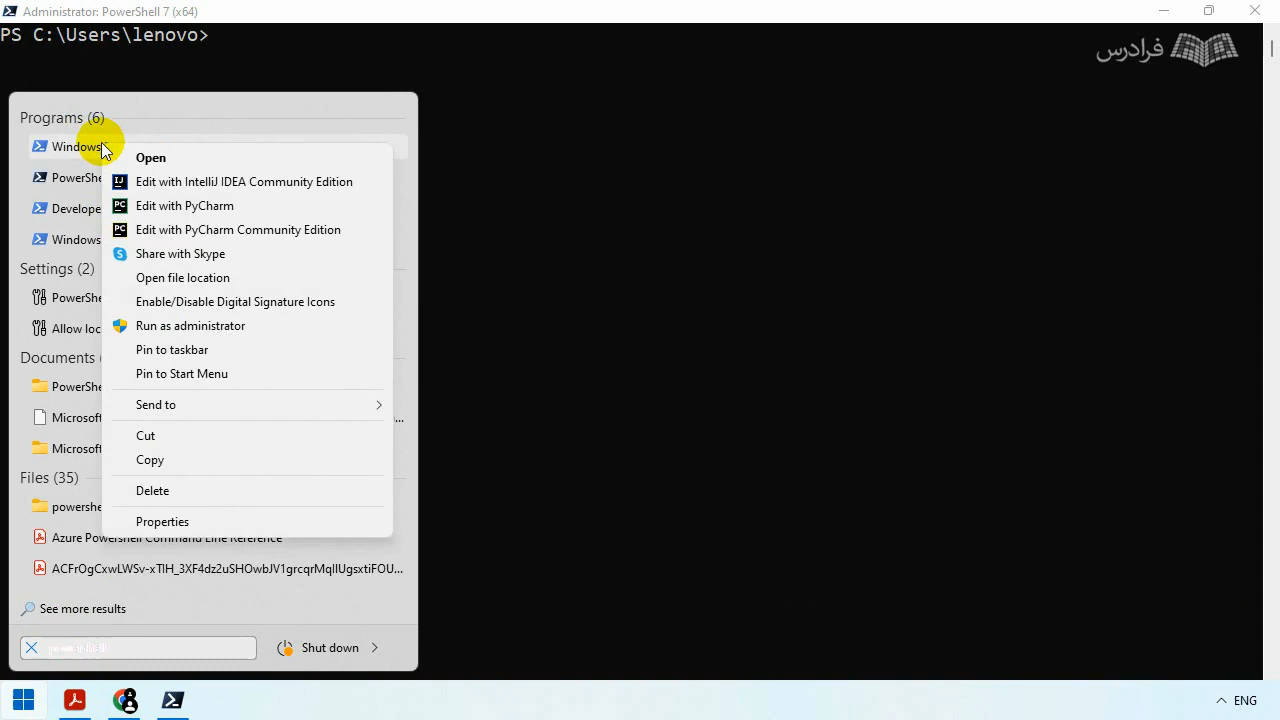 Administrator: PowerShell 7 (x64)
PS C:\Users\lenovo>
فرادرس
Programs (6)
Windows
PowerShe
Develope
Windows
Settings (2)
PowerShe
Allow loc
Documents (
PowerShe
Microsoft
...
Microsoft
Files (35)
powershe
Azure Powershell Command Line Reference
ACFrOgCxwLWSv-xTlH_3XF4dz2uSHOwbJV1grcqrMqlIUgsxtiFOU...
See more results
powershell
Shut down
Open
Edit with IntelliJ IDEA Community Edition
Edit with PyCharm
Edit with PyCharm Community Edition
Share with Skype
Open file location
Enable/Disable Digital Signature Icons
Run as administrator
Pin to taskbar
Pin to Start Menu
Send to
Cut
Copy
Delete
Properties
ENG